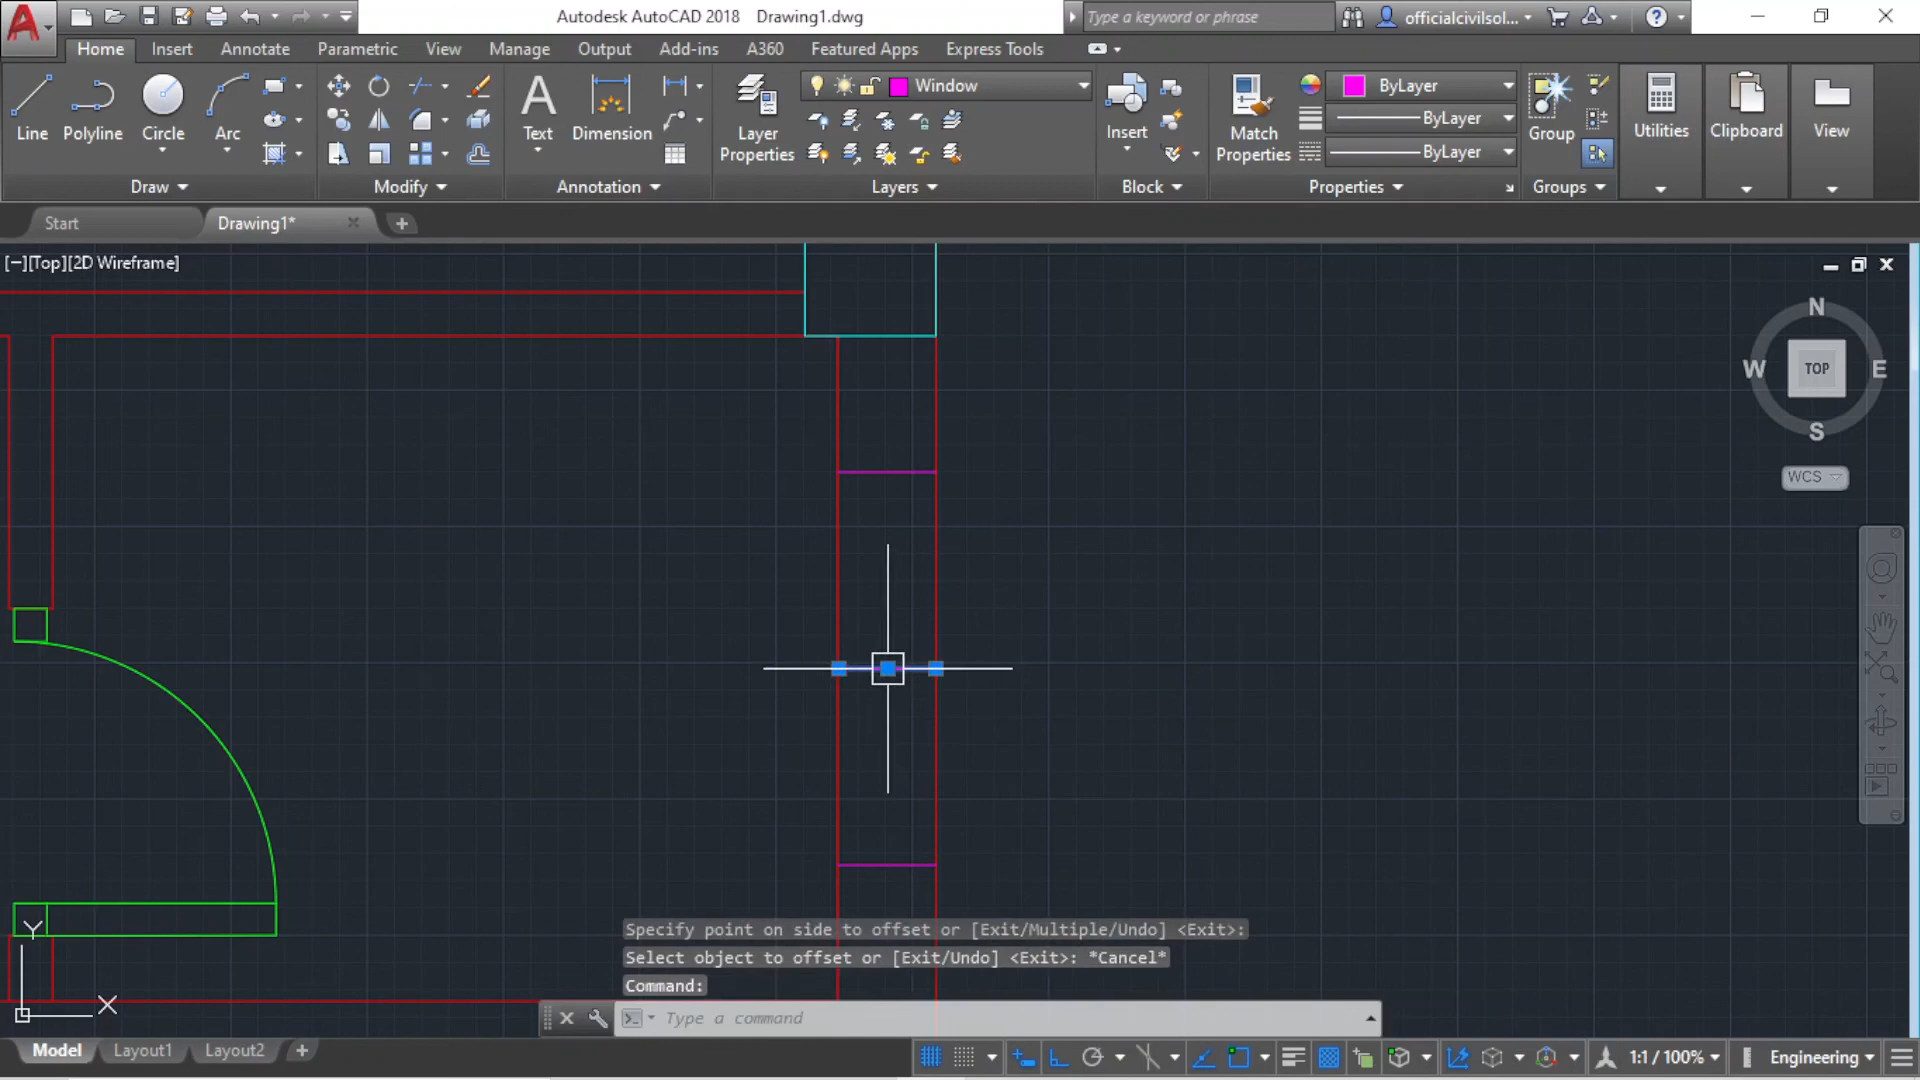 Autodesk AutoCAD 2018 Drawing1.dwg
Type a keyword or phrase
officialcivilsol...
Home Insert Annotate Parametric View Manage Output Add-ins A360 Featured Apps Express Tools
Window
ByLayer
Line Polyline Circle Arc
Text Dimension
Layer Properties
Insert
Match Properties
ByLayer
ByLayer
Group
Utilities Clipboard View
Draw Modify Annotation Layers Block Properties Groups
Start Drawing1*
[−][Top][2D Wireframe]
N
W TOP E
S
WCS
Y
X
Specify point on side to offset or [Exit/Multiple/Undo] <Exit>:
Select object to offset or [Exit/Undo] <Exit>: *Cancel*
Command:
Type a command
Model Layout1 Layout2
1:1 / 100% Engineering